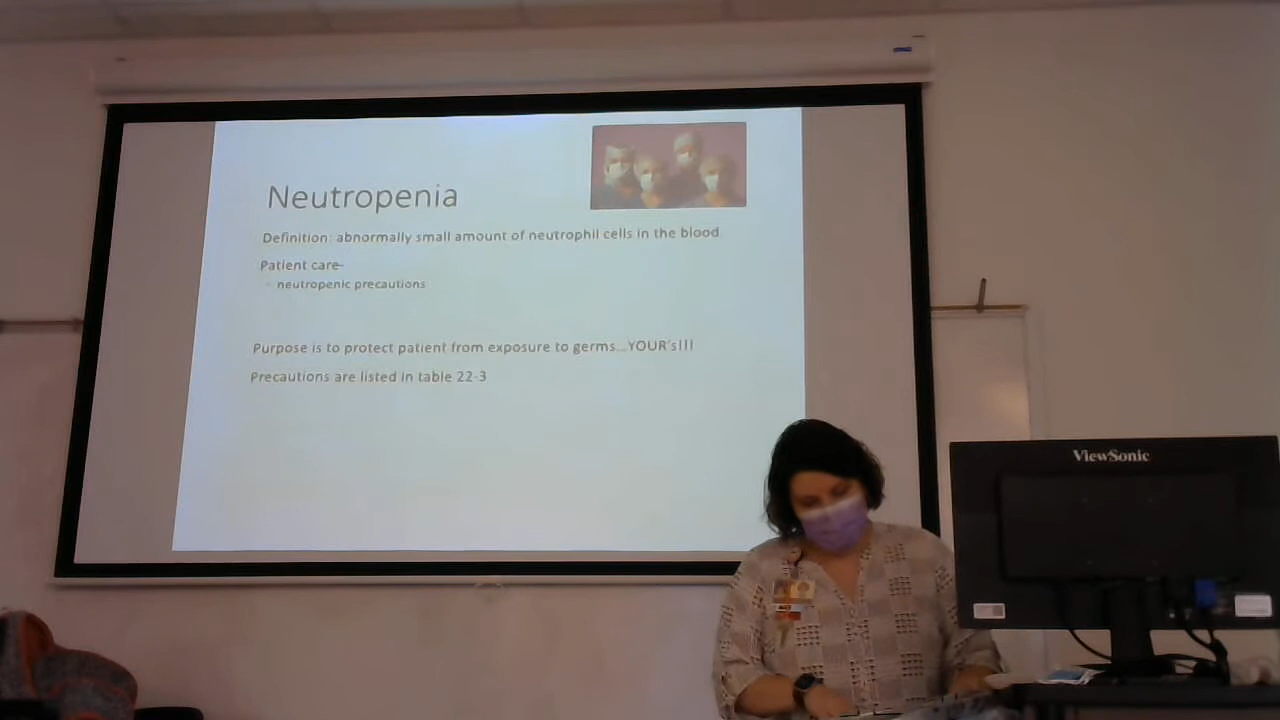 Neutropenia
Definition: abnormally small amount of neutrophil cells in the blood
Patient care-
neutropenic precautions
Purpose is to protect patient from exposure to germs...YOUR's!!!
Precautions are listed in table 22-3
ViewSonic